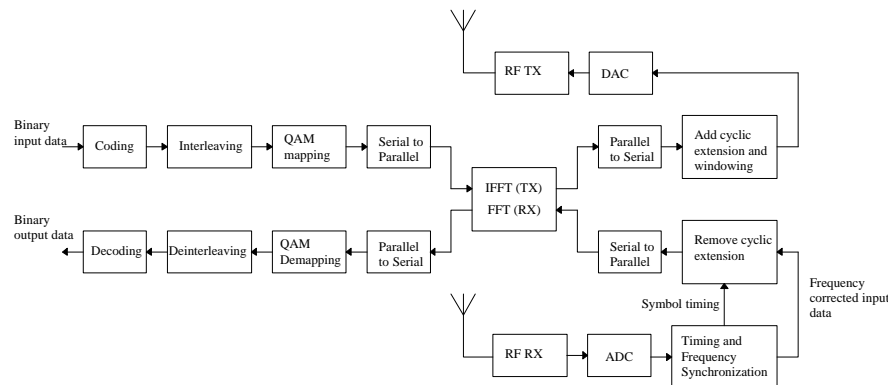 RF TX
DAC
Binary
input data
Coding
Interleaving
QAM
mapping
Serial to
Parallel
IFFT (TX)
FFT (RX)
Parallel
to Serial
Add cyclic
extension and
windowing
Binary
output data
Decoding
Deinterleaving
QAM
Demapping
Parallel
to Serial
Serial to
Parallel
Remove cyclic
extension
Symbol timing
Frequency
corrected input
data
RF RX
ADC
Timing and
Frequency
Synchronization